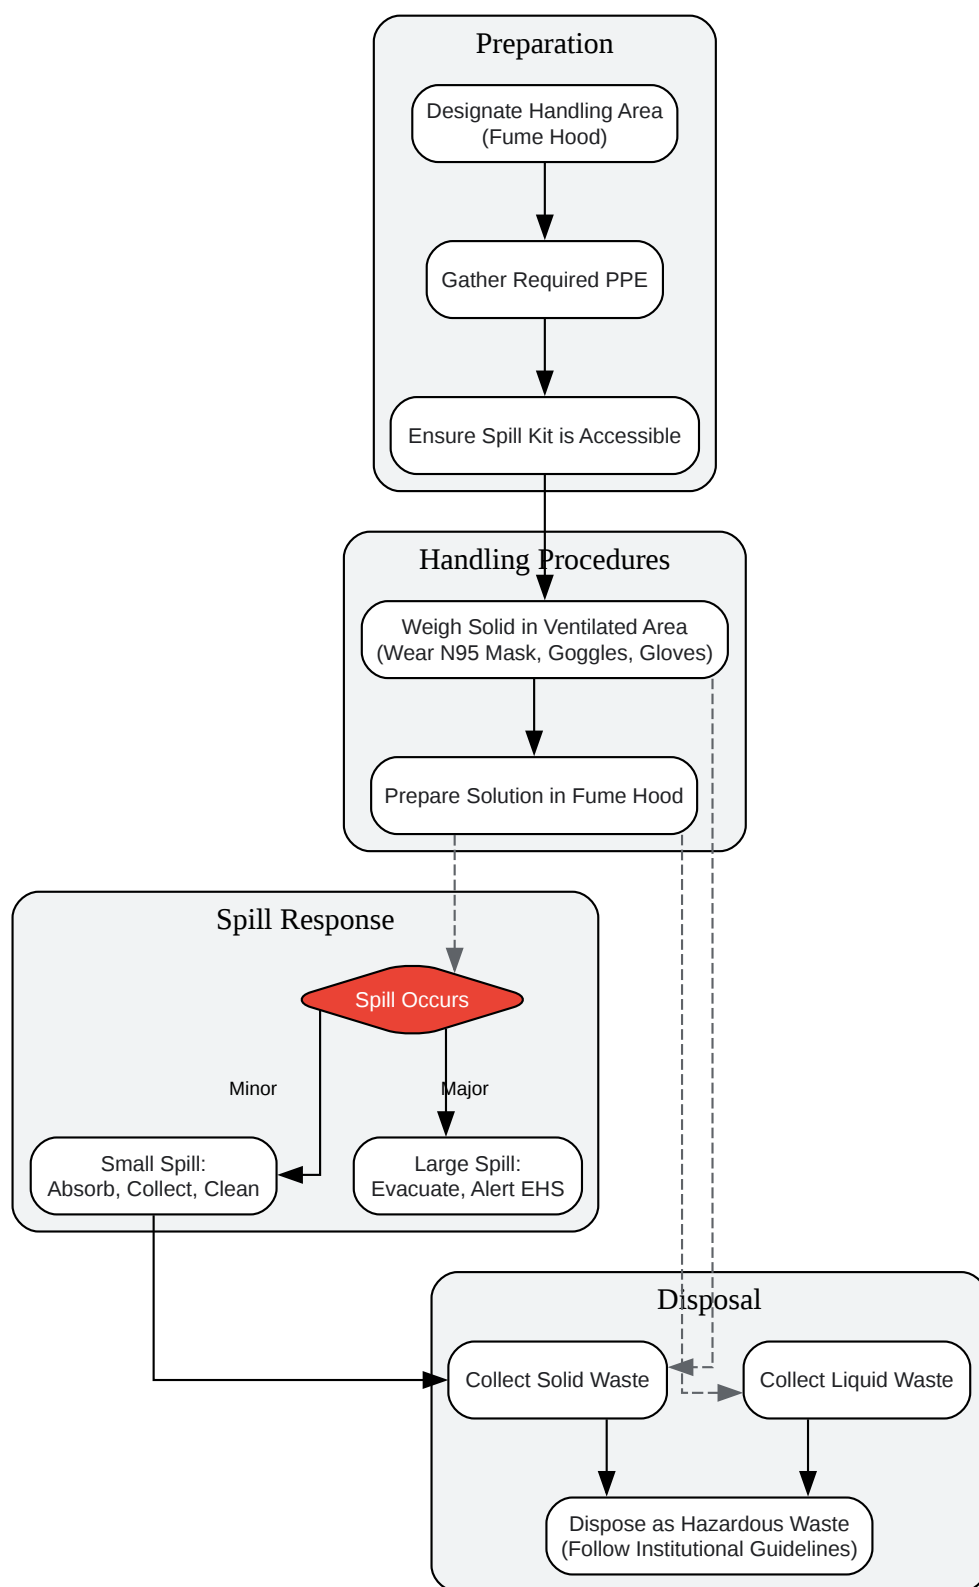 Preparation
Designate Handling Area
(Fume Hood)
Gather Required PPE
Ensure Spill Kit is Accessible
Handling Procedures
Weigh Solid in Ventilated Area
(Wear N95 Mask, Goggles, Gloves)
Prepare Solution in Fume Hood
Spill Response
Spill Occurs
Minor
Major
Small Spill:
Absorb, Collect, Clean
Large Spill:
Evacuate, Alert EHS
Disposal
Collect Solid Waste
Collect Liquid Waste
Dispose as Hazardous Waste
(Follow Institutional Guidelines)